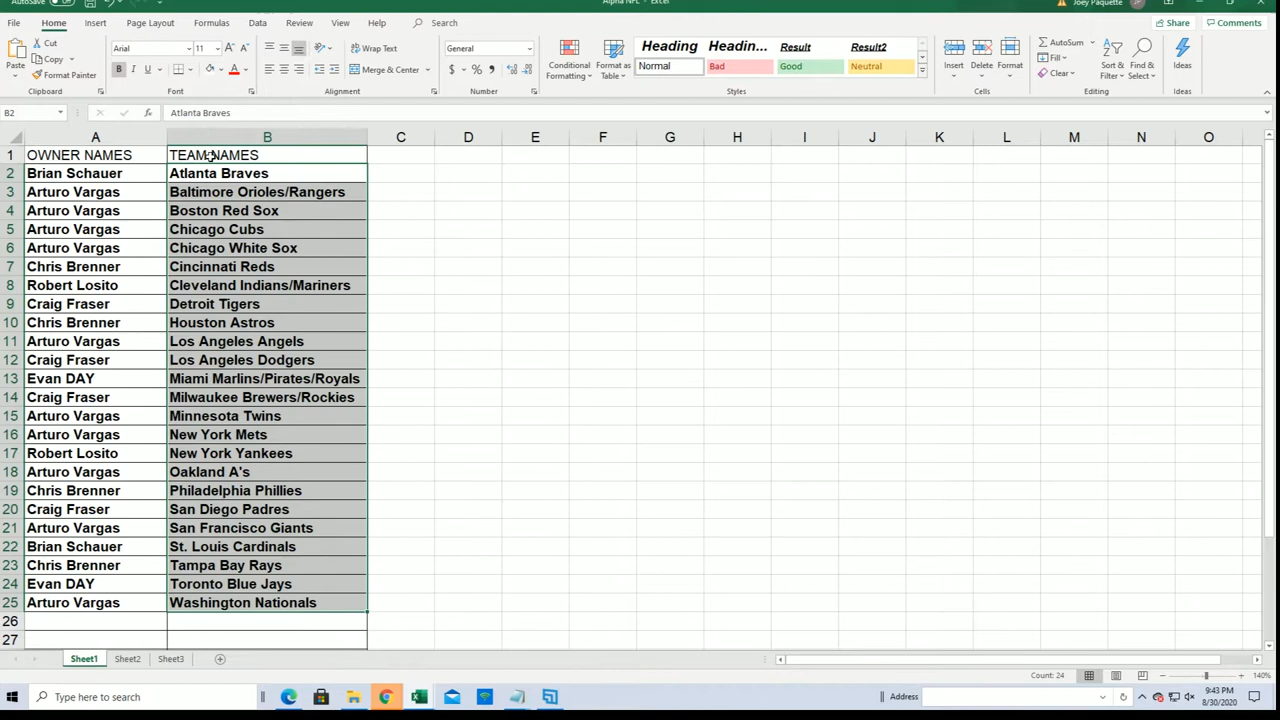 AutoSave Off Alpha NFL - Excel Joey Paquette JP
File Home Insert Page Layout Formulas Data Review View Help Search Share Comments
Paste Cut Copy Format Painter Clipboard
Arial 11 A A B I U A Font
ab Wrap Text Merge & Center Alignment
General $ % , Number
Conditional Formatting Format as Table
Heading Headin... Result Result2
Normal Bad Good Neutral Styles
Insert Delete Format Cells
AutoSum Fill Clear Sort & Filter Find & Select Editing
Ideas Ideas
B2 fx Atlanta Braves
A B C D E F G H I J K L M N O
1 OWNER NAMES TEAM NAMES
2 Brian Schauer Atlanta Braves
3 Arturo Vargas Baltimore Orioles/Rangers
4 Arturo Vargas Boston Red Sox
5 Arturo Vargas Chicago Cubs
6 Arturo Vargas Chicago White Sox
7 Chris Brenner Cincinnati Reds
8 Robert Losito Cleveland Indians/Mariners
9 Craig Fraser Detroit Tigers
10 Chris Brenner Houston Astros
11 Arturo Vargas Los Angeles Angels
12 Craig Fraser Los Angeles Dodgers
13 Evan DAY Miami Marlins/Pirates/Royals
14 Craig Fraser Milwaukee Brewers/Rockies
15 Arturo Vargas Minnesota Twins
16 Arturo Vargas New York Mets
17 Robert Losito New York Yankees
18 Arturo Vargas Oakland A's
19 Chris Brenner Philadelphia Phillies
20 Craig Fraser San Diego Padres
21 Arturo Vargas San Francisco Giants
22 Brian Schauer St. Louis Cardinals
23 Chris Brenner Tampa Bay Rays
24 Evan DAY Toronto Blue Jays
25 Arturo Vargas Washington Nationals
26
27
Sheet1 Sheet2 Sheet3
Count: 24 140%
Type here to search Address 9:43 PM
8/30/2020